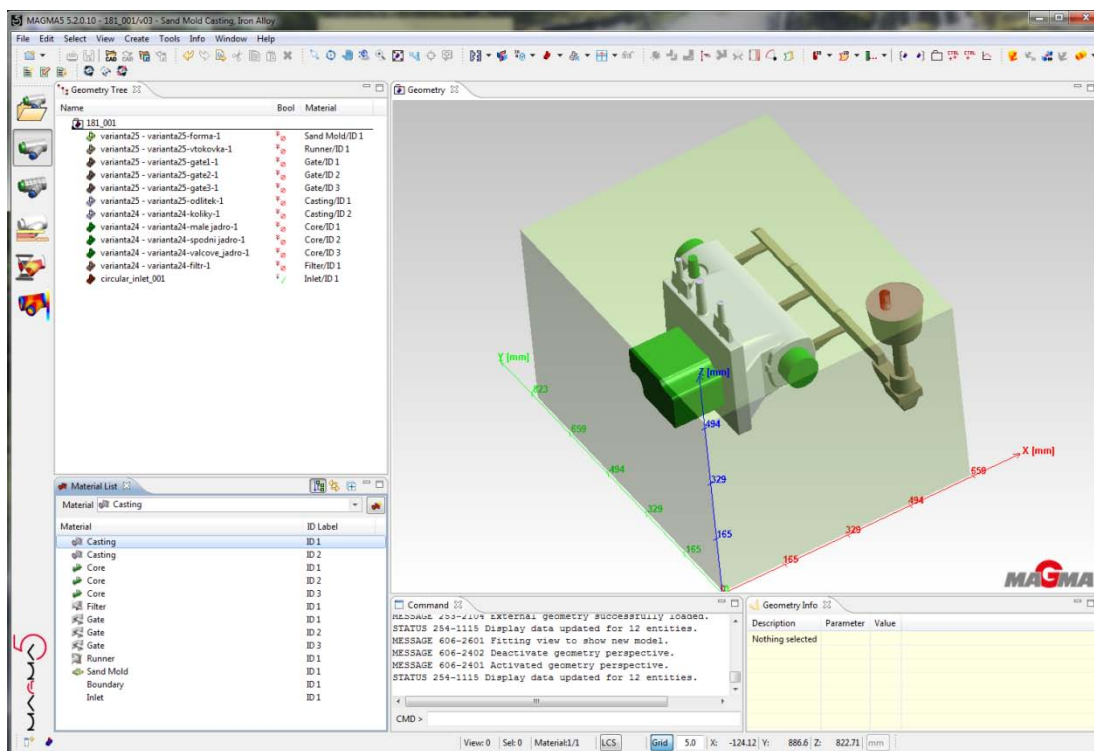 MAGMA5 5.2.0.10 - 181_001/v03 - Sand Mold Casting, Iron Alloy
File Edit Select View Create Tools Info Window Help
Geometry Tree
Name Bool Material
181_001
varianta25 - varianta25-forma-1 Sand Mold/ID 1
varianta25 - varianta25-vtokovka-1 Runner/ID 1
varianta25 - varianta25-gate1-1 Gate/ID 1
varianta25 - varianta25-gate2-1 Gate/ID 2
varianta25 - varianta25-gate3-1 Gate/ID 3
varianta25 - varianta25-odlitek-1 Casting/ID 1
varianta24 - varianta24-koliky-1 Casting/ID 2
varianta24 - varianta24-male jadro-1 Core/ID 1
varianta24 - varianta24-spodni jadro-1 Core/ID 2
varianta24 - varianta24-valcove_jadro-1 Core/ID 3
varianta24 - varianta24-filtr-1 Filter/ID 1
circular_inlet_001 Inlet/ID 1
Geometry
Y [mm]
823
659
494
329
165
Z [mm]
494
329
165
X [mm]
659
494
329
165
MAGMA
Material List
Material Casting
Material ID Label
Casting ID 1
Casting ID 2
Core ID 1
Core ID 2
Core ID 3
Filter ID 1
Gate ID 1
Gate ID 2
Gate ID 3
Runner ID 1
Sand Mold ID 1
Boundary ID 1
Inlet ID 1
MAGMA 5
Command
MESSAGE 253-2104 External geometry successfully loaded.
STATUS 254-1115 Display data updated for 12 entities.
MESSAGE 606-2601 Fitting view to show new model.
MESSAGE 606-2402 Deactivate geometry perspective.
MESSAGE 606-2401 Activated geometry perspective.
STATUS 254-1115 Display data updated for 12 entities.
CMD >
Geometry Info
Description Parameter Value
Nothing selected
View: 0 Sel: 0 Material:1/1 LCS Grid 5.0 X: -124.12 Y: 886.6 Z: 822.71 mm